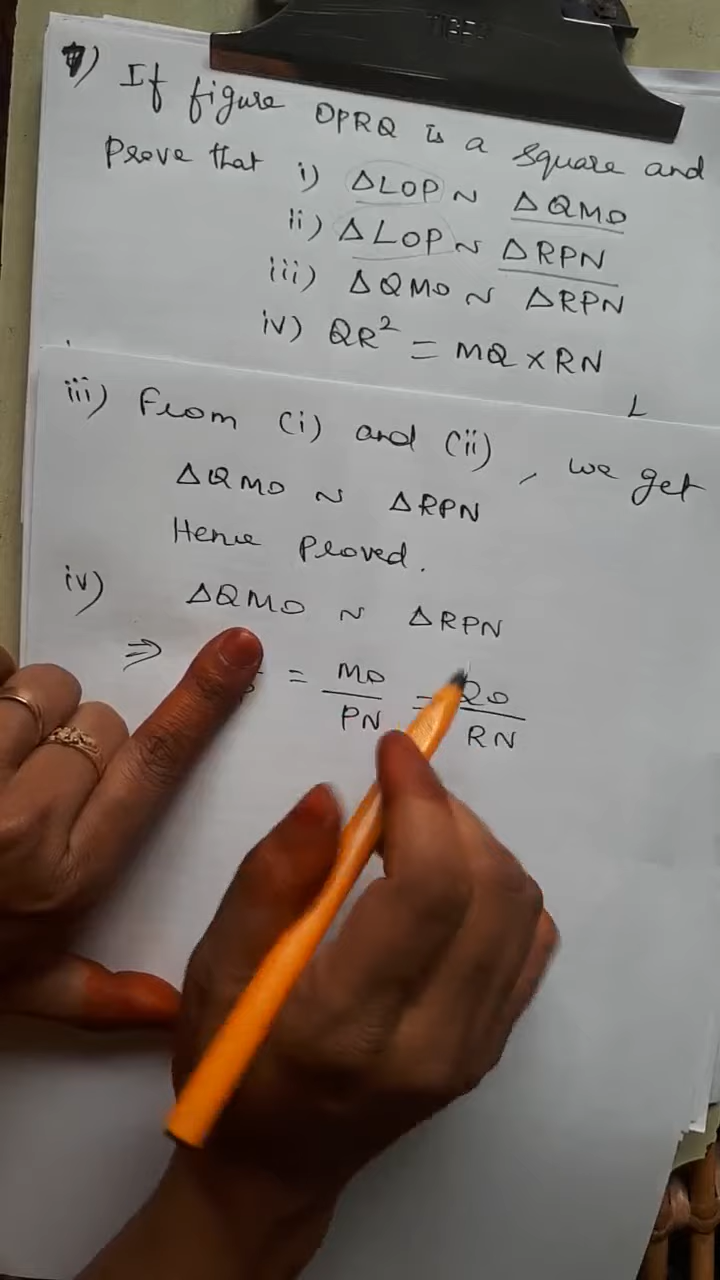 7) If figure OPRQ is a square and
Prove that i) ΔLOP ~ ΔQMO
ii) ΔLOP ~ ΔRPN
iii) ΔQMO ~ ΔRPN
iv) QR² = MQ × RN
L
iii) From (i) and (ii), we get
ΔQMO ~ ΔRPN
Hence proved.
iv) ΔQMO ~ ΔRPN
⇒ = MO/PN = QO/RN